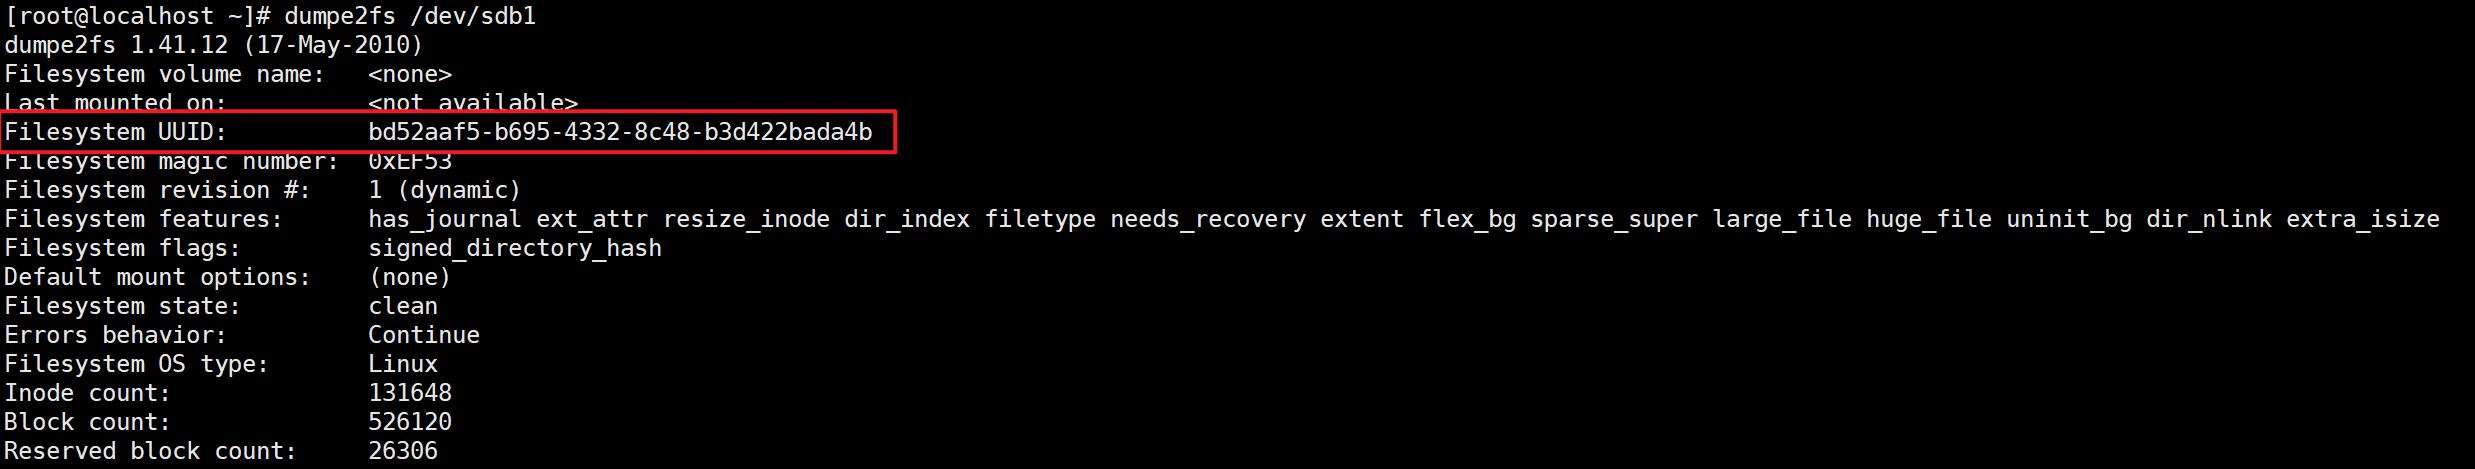 [root@localhost ~]# dumpe2fs /dev/sdb1
dumpe2fs 1.41.12 (17-May-2010)
Filesystem volume name:   <none>
Last mounted on:          <not available>
Filesystem UUID:          bd52aaf5-b695-4332-8c48-b3d422bada4b
Filesystem magic number:  0xEF53
Filesystem revision #:    1 (dynamic)
Filesystem features:      has_journal ext_attr resize_inode dir_index filetype needs_recovery extent flex_bg sparse_super large_file huge_file uninit_bg dir_nlink extra_isize
Filesystem flags:         signed_directory_hash
Default mount options:    (none)
Filesystem state:         clean
Errors behavior:          Continue
Filesystem OS type:       Linux
Inode count:              131648
Block count:              526120
Reserved block count:     26306